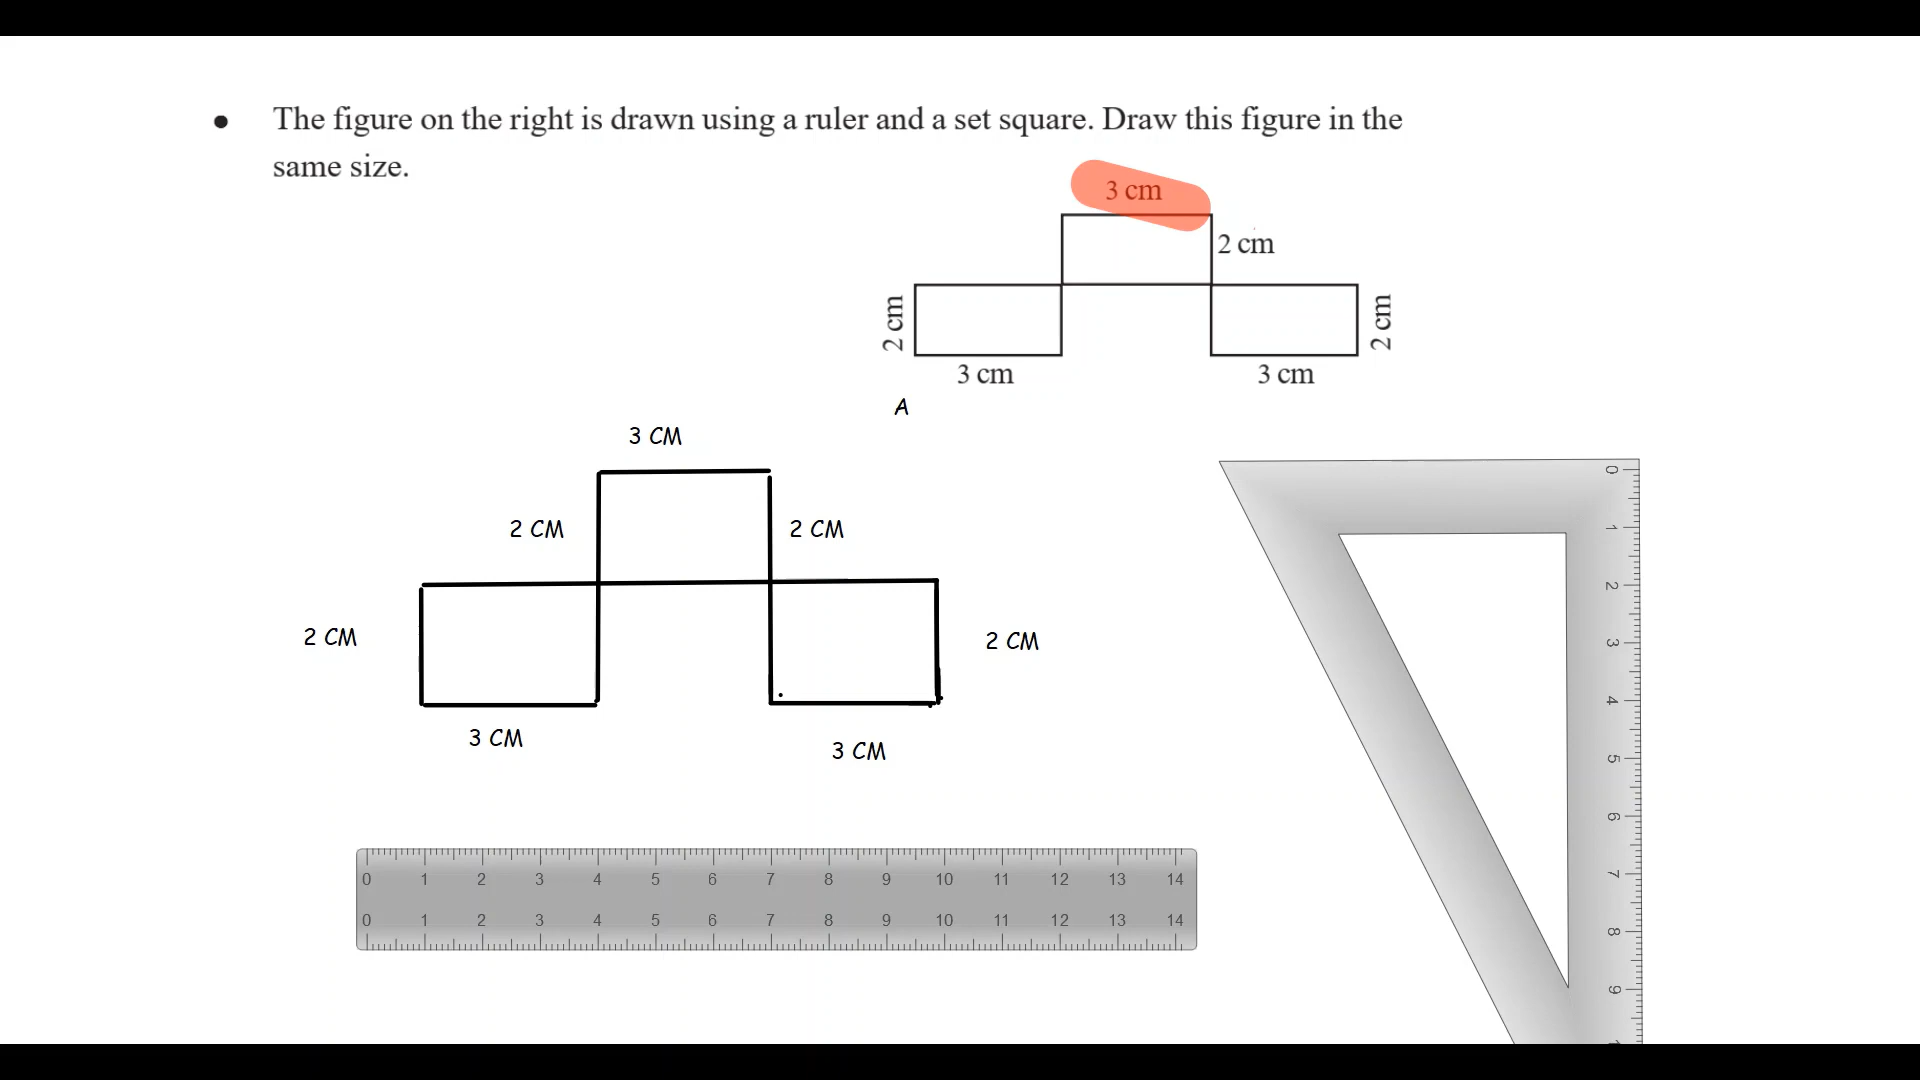 ● The figure on the right is drawn using a ruler and a set square. Draw this figure in the
same size.
3 cm
2 cm
2 cm
2 cm
3 cm
3 cm
A
3 CM
2 CM
2 CM
2 CM
2 CM
3 CM
3 CM
0 1 2 3 4 5 6 7 8 9 10 11 12 13 14
0 1 2 3 4 5 6 7 8 9 10 11 12 13 14
0
1
2
3
4
5
6
7
8
9